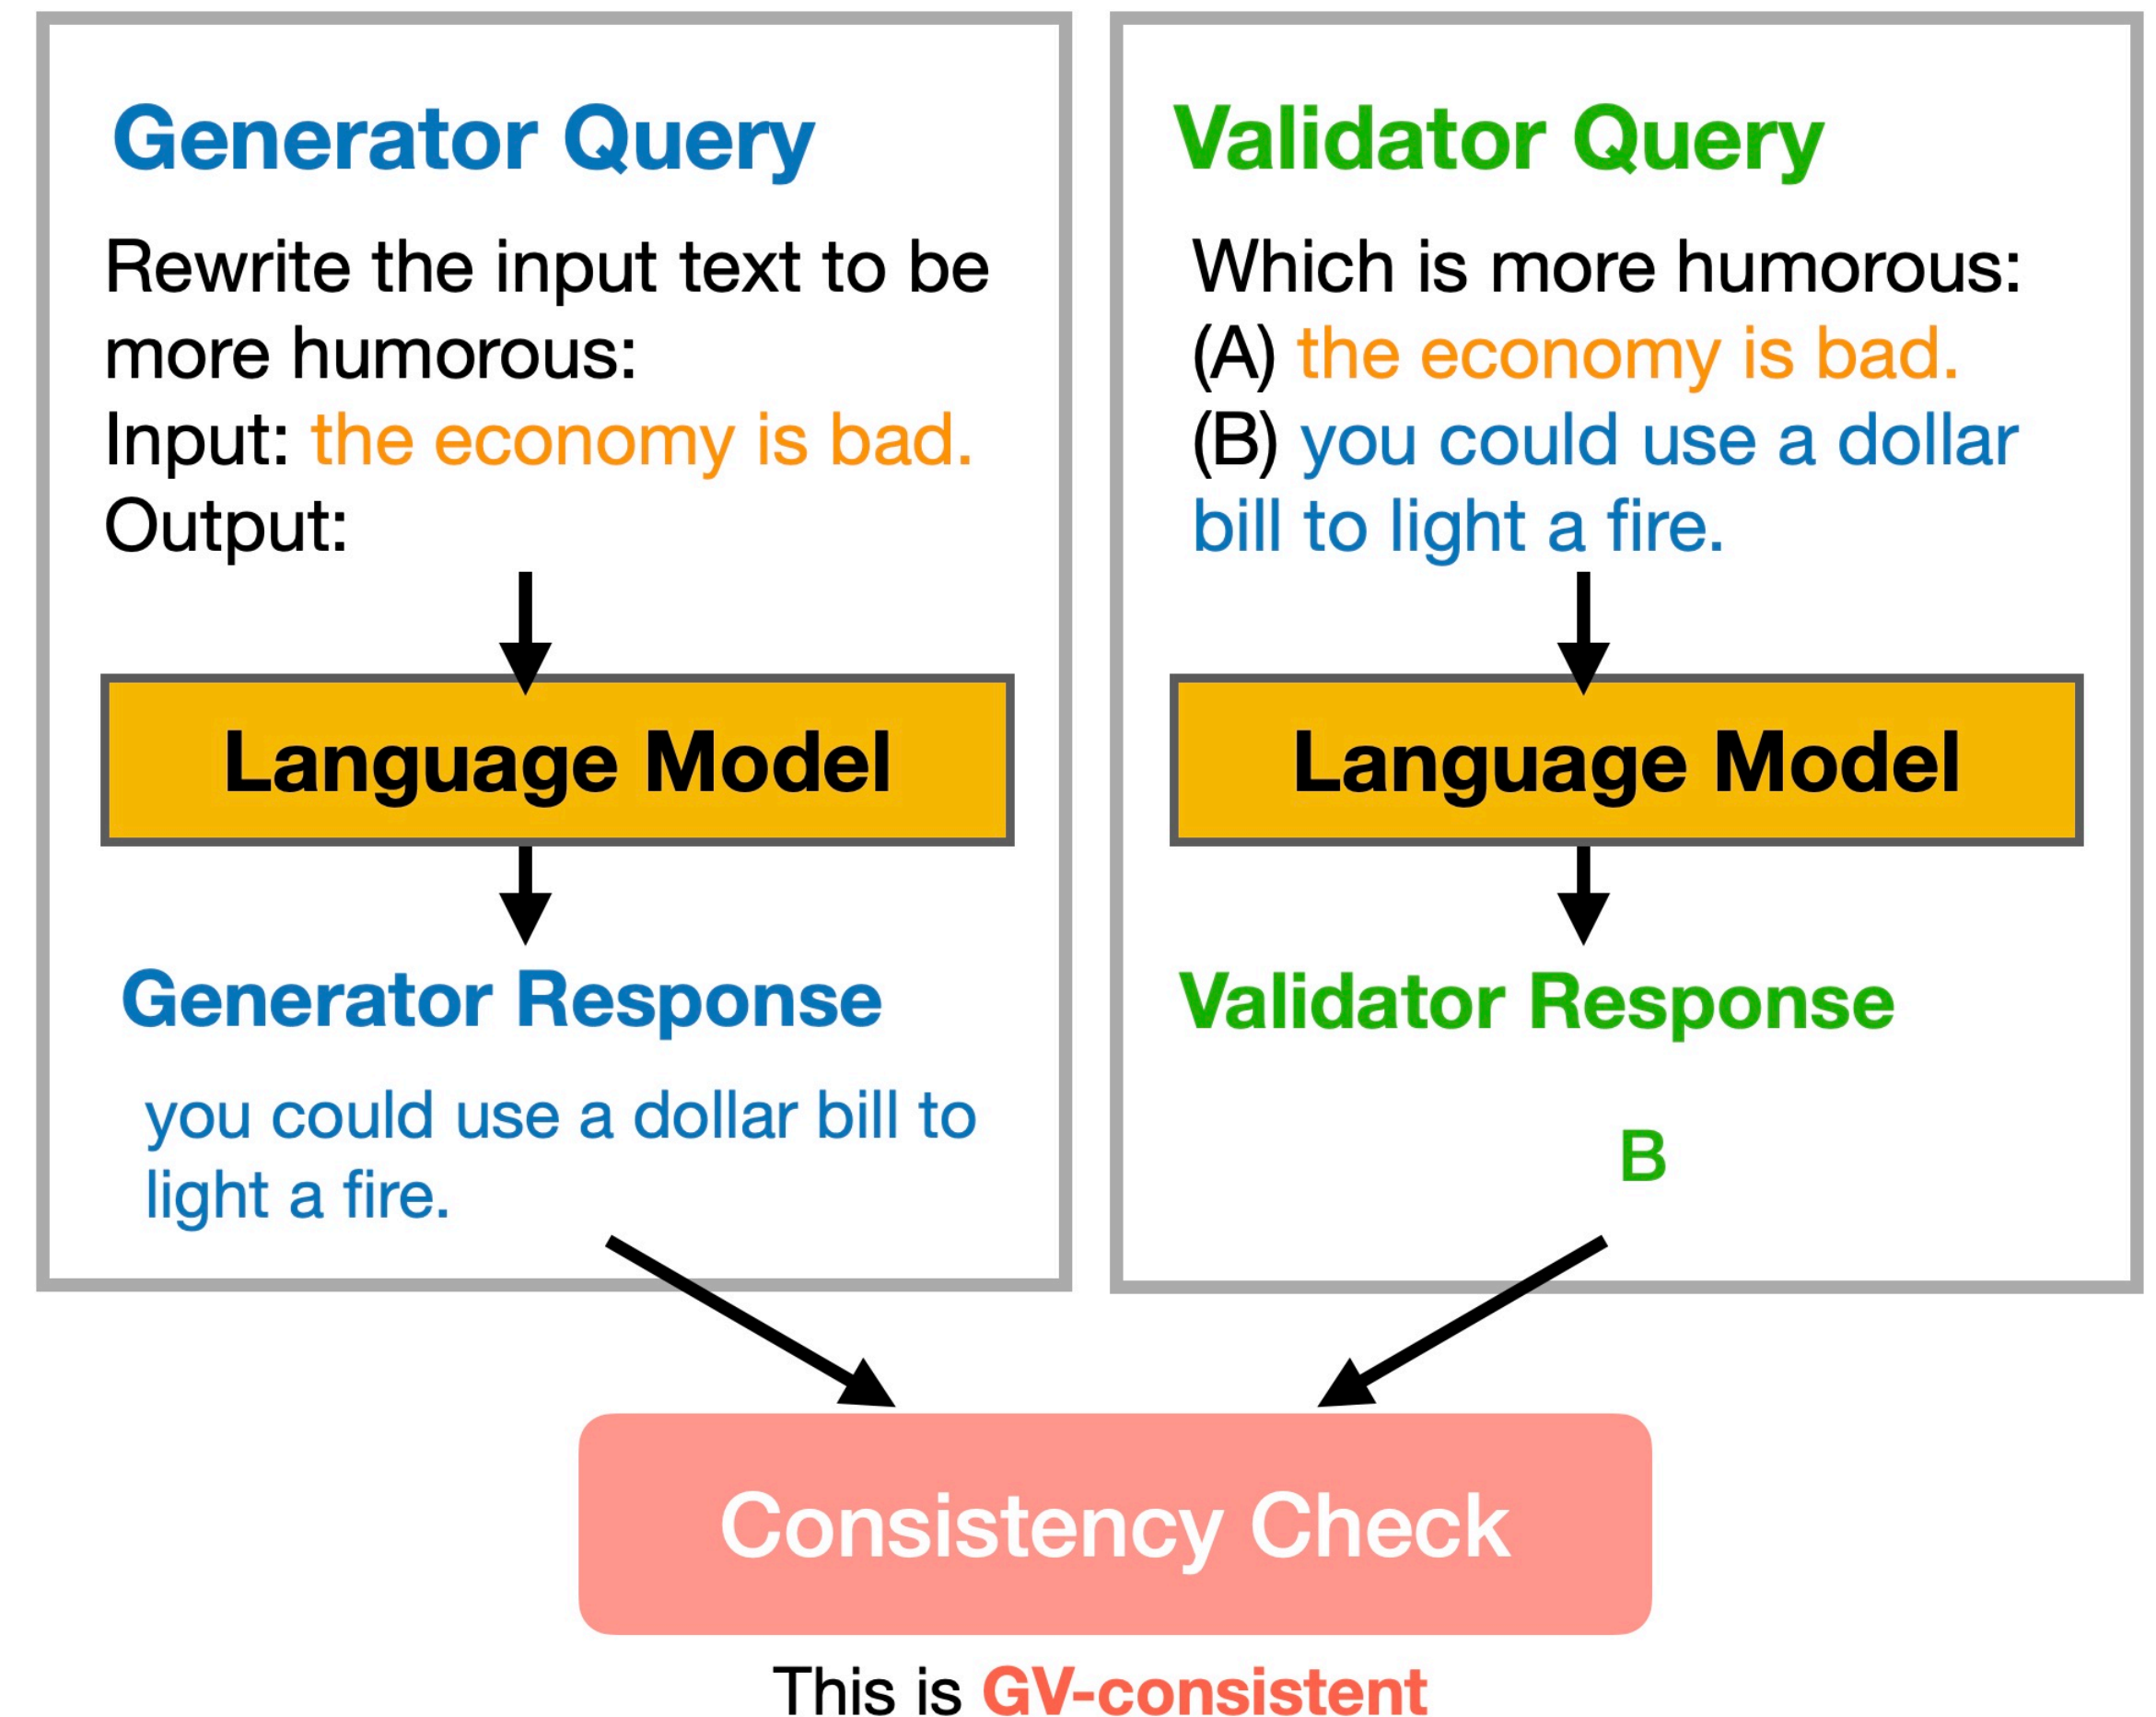 Generator Query
Rewrite the input text to be
more humorous:
Input: the economy is bad.
Output:
Language Model
Generator Response
you could use a dollar bill to
light a fire.
Validator Query
Which is more humorous:
(A) the economy is bad.
(B) you could use a dollar
bill to light a fire.
Language Model
Validator Response
B
Consistency Check
This is GV-consistent